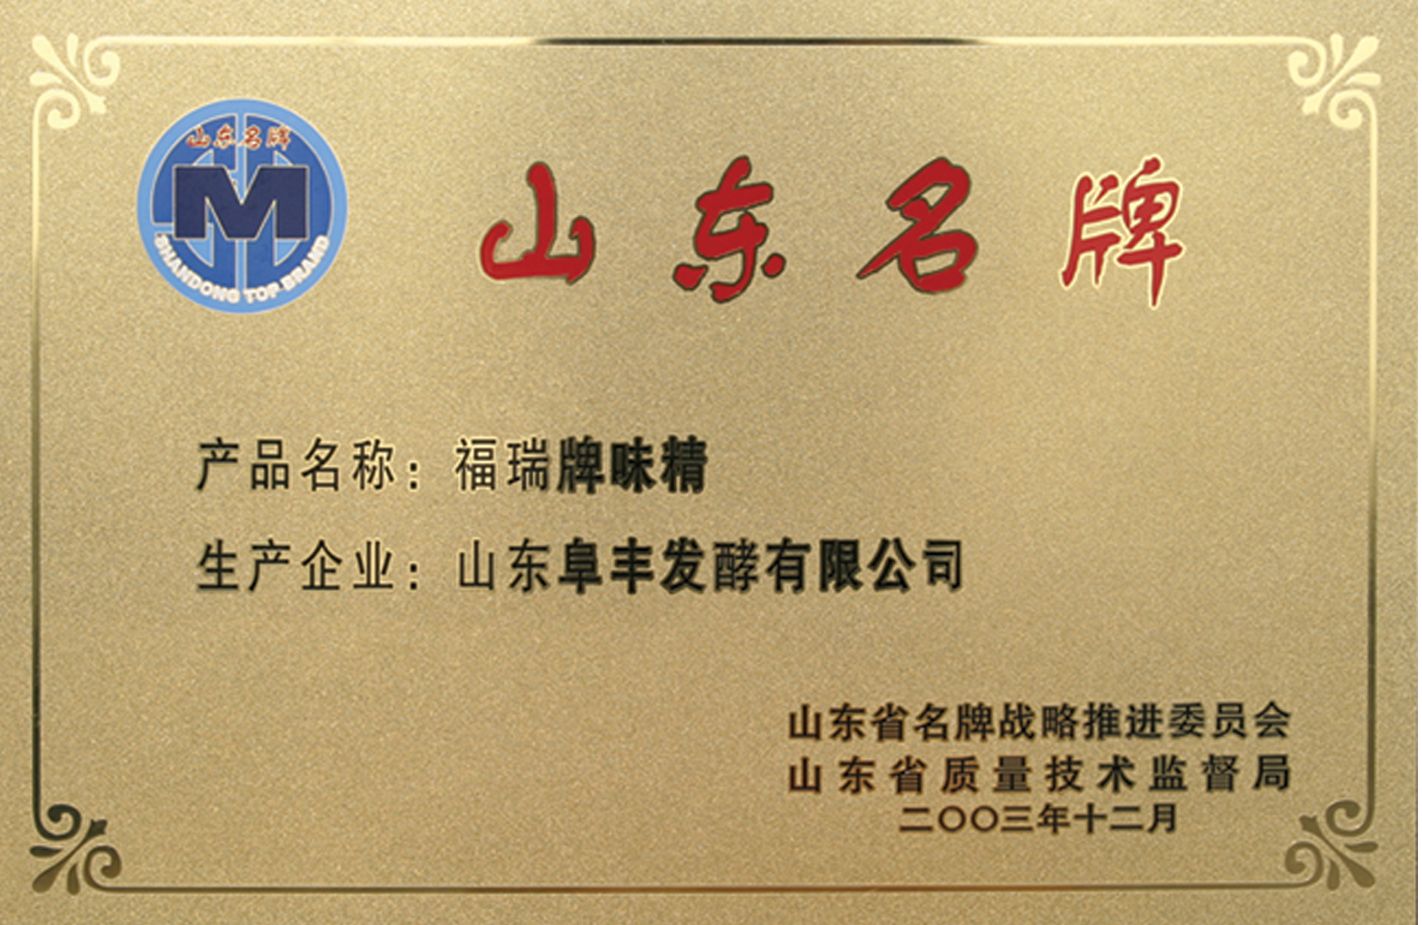 山东名牌
SHANDONG TOP BRAND
山东名牌
产品名称：福瑞牌味精
生产企业：山东阜丰发酵有限公司
山东省名牌战略推进委员会
山东省质量技术监督局
二〇〇三年十二月